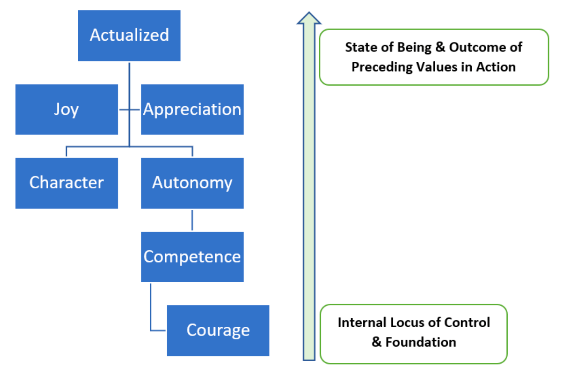 Actualized
State of Being & Outcome of
Preceding Values in Action
Joy
Appreciation
Character
Autonomy
Competence
Courage
Internal Locus of Control
& Foundation